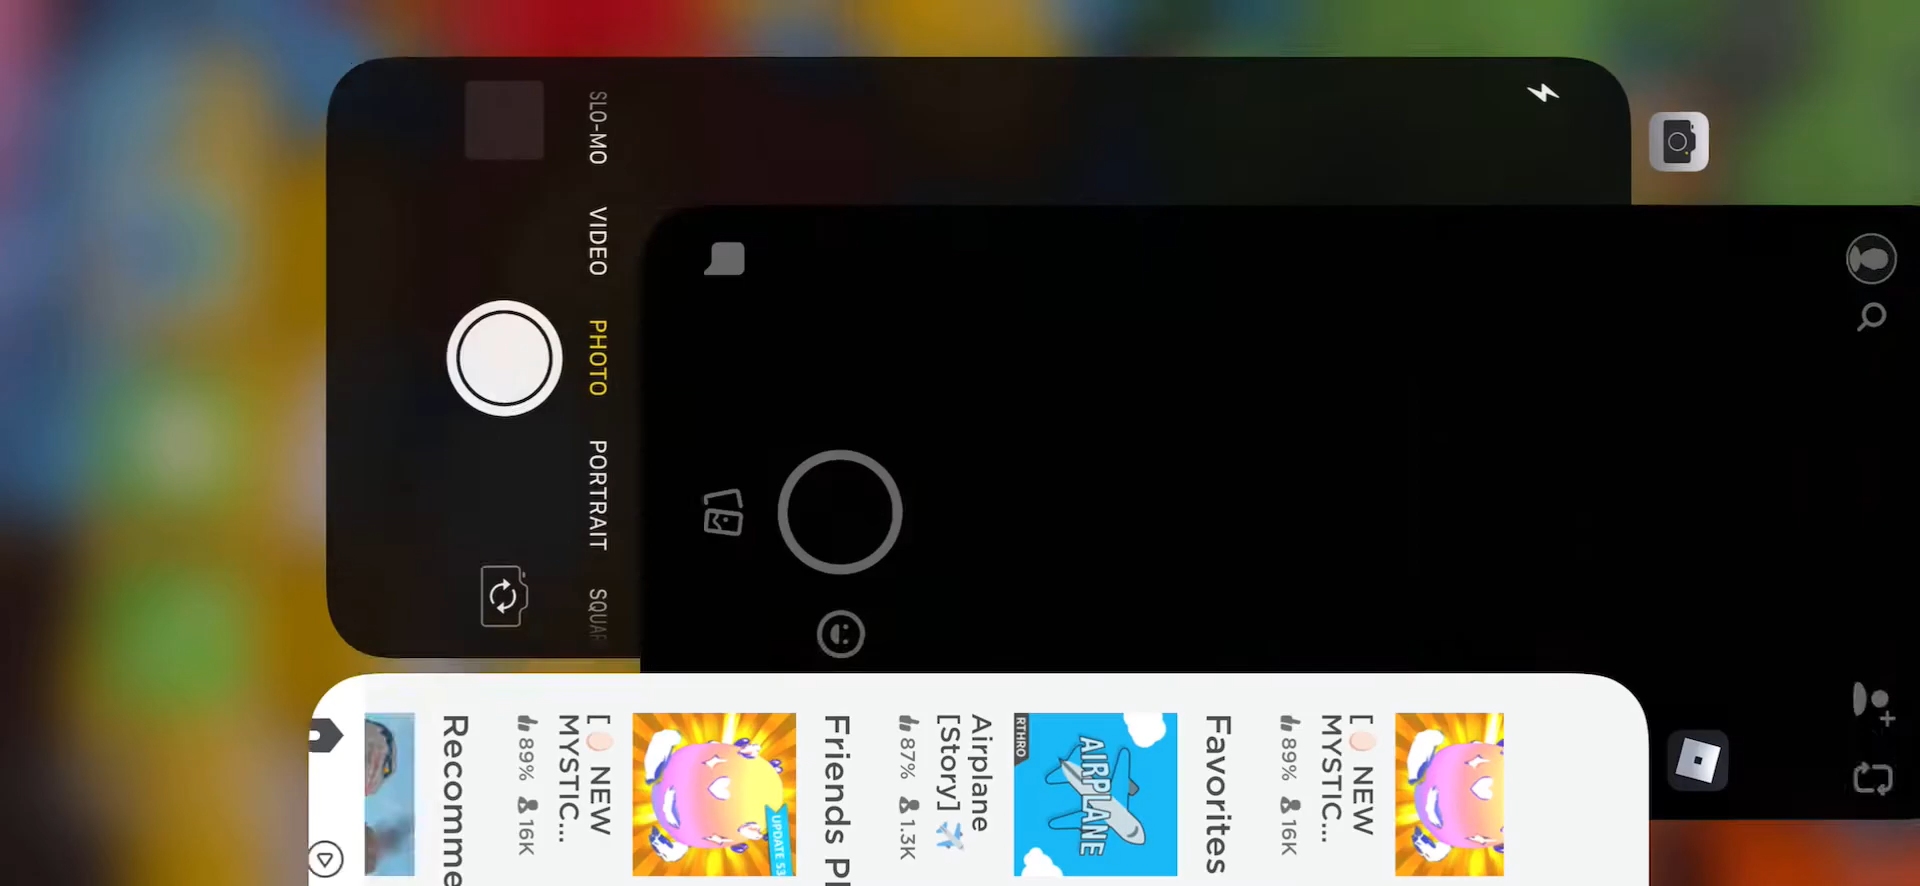 SLO-MO
VIDEO
PHOTO
PORTRAIT
SQUAR
[ NEW
MYSTIC...
89% 16K
Favorites
RTHRO
AIRPLANE
Airplane
[Story]
87% 1.3K
Friends Pl
UPDATE 53
[ NEW
MYSTIC...
89% 16K
Recomme